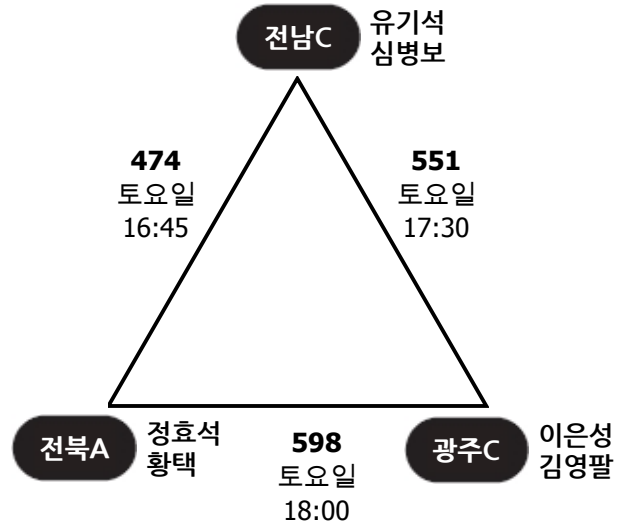 전남C
유기석
심병보
474
토요일
16:45
551
토요일
17:30
전북A
정효석
황택
598
토요일
18:00
광주C
이은성
김영팔